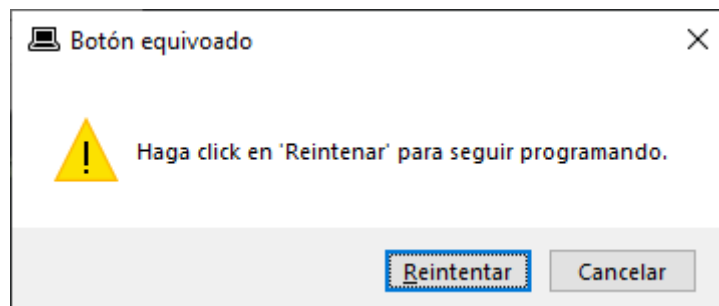 Botón equivoado
Haga click en 'Reintenar' para seguir programando.
Reintentar Cancelar